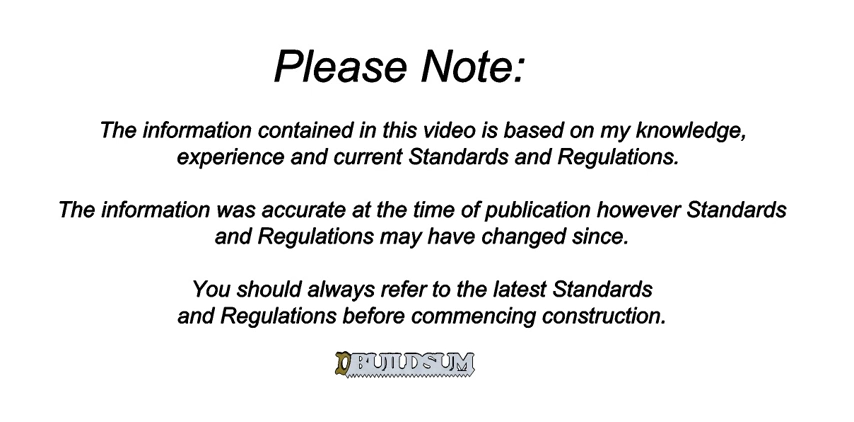 Please Note:
The information contained in this video is based on my knowledge,
experience and current Standards and Regulations.
The information was accurate at the time of publication however Standards
and Regulations may have changed since.
You should always refer to the latest Standards
and Regulations before commencing construction.
BUILDSUM